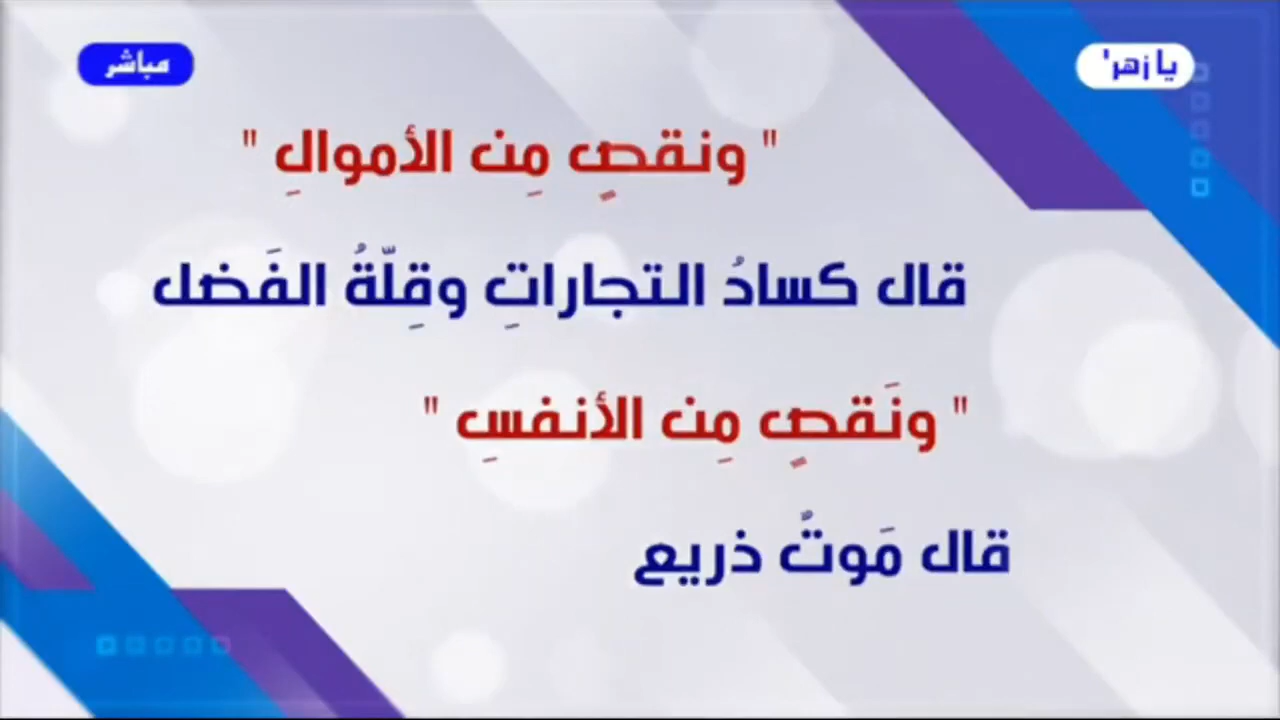 يا زهر'
مباشر
" ونقصٍ مِن الأموالِ "
قال كسادُ التجاراتِ وقِلّةُ الفَضل
" ونَقصٍ مِن الأنفسِ "
قال مَوتٌ ذريع